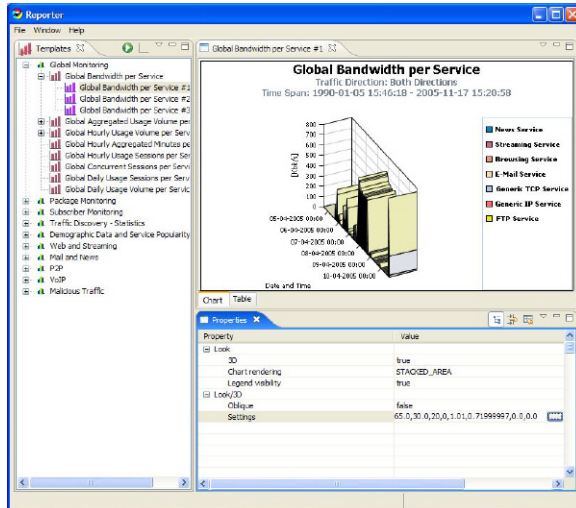 Reporter
File Window Help
Templates
Global Monitoring
Global Bandwidth per Service
Global Bandwidth per Service #1
Global Bandwidth per Service #2
Global Bandwidth per Service #3
Global Aggregated Usage Volume pe
Global Hourly Usage Volume per Serv
Global Hourly Aggregated Minutes pe
Global Hourly Usage Sessions per Ser
Global Concurrent Sessions per Servic
Global Daily Usage Sessions per Servi
Global Daily Usage Volume per Servic
Package Monitoring
Subscriber Monitoring
Traffic Discovery - Statistics
Demographic Data and Service Popularity
Web and Streaming
Mail and News
P2P
VoIP
Malicious Traffic
Global Bandwidth per Service #1
Global Bandwidth per Service
Traffic Direction: Both Directions
Time Span: 1990-01-05 15:46:18 - 2005-11-17 15:20:58
800
700
600
500
400
300
200
100
0
05-04-2005 00:00
06-04-2005 00:00
07-04-2005 00:00
08-04-2005 00:00
09-04-2005 00:00
10-04-2005 00:00
Date and Time
News Service
Streaming Service
Browsing Service
E-Mail Service
Generic TCP Service
Generic IP Service
FTP Service
Chart Table
Properties
Property Value
Look
3D true
Chart rendering STACKED_AREA
Legend visibility true
Look/3D
Oblique false
Settings 65.0,30.0,20,0,1.01,0.71999997,0.0,0.0